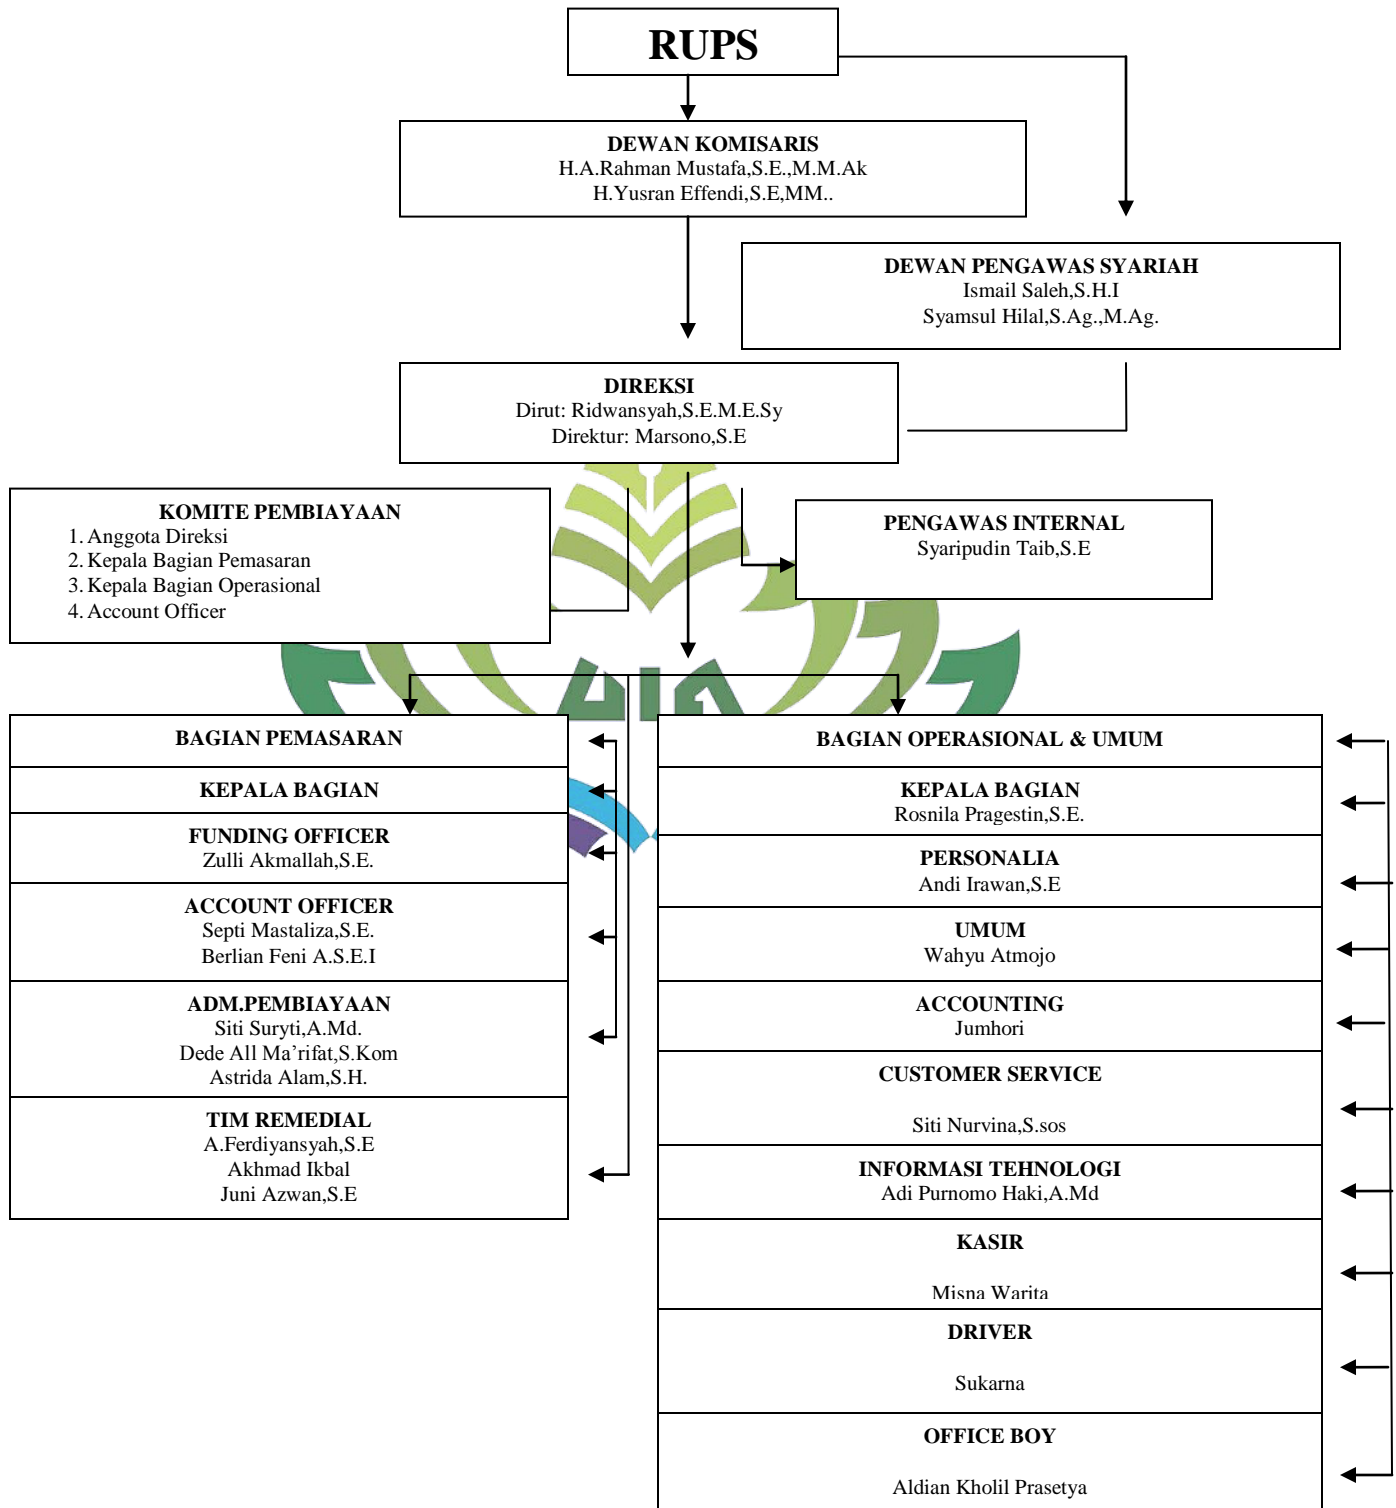 RUPS
DEWAN KOMISARIS
H.A.Rahman Mustafa,S.E.,M.M.Ak
H.Yusran Effendi,S.E,MM..
DEWAN PENGAWAS SYARIAH
Ismail Saleh,S.H.I
Syamsul Hilal,S.Ag.,M.Ag.
DIREKSI
Dirut: Ridwansyah,S.E.M.E.Sy
Direktur: Marsono,S.E
KOMITE PEMBIAYAAN
1. Anggota Direksi
2. Kepala Bagian Pemasaran
3. Kepala Bagian Operasional
4. Account Officer
PENGAWAS INTERNAL
Syaripudin Taib,S.E
BAGIAN PEMASARAN
KEPALA BAGIAN
FUNDING OFFICER
Zulli Akmallah,S.E.
ACCOUNT OFFICER
Septi Mastaliza,S.E.
Berlian Feni A.S.E.I
ADM.PEMBIAYAAN
Siti Suryti,A.Md.
Dede All Ma’rifat,S.Kom
Astrida Alam,S.H.
TIM REMEDIAL
A.Ferdiyansyah,S.E
Akhmad Ikbal
Juni Azwan,S.E
BAGIAN OPERASIONAL & UMUM
KEPALA BAGIAN
Rosnila Pragestin,S.E.
PERSONALIA
Andi Irawan,S.E
UMUM
Wahyu Atmojo
ACCOUNTING
Jumhori
CUSTOMER SERVICE
Siti Nurvina,S.sos
INFORMASI TEHNOLOGI
Adi Purnomo Haki,A.Md
KASIR
Misna Warita
DRIVER
Sukarna
OFFICE BOY
Aldian Kholil Prasetya